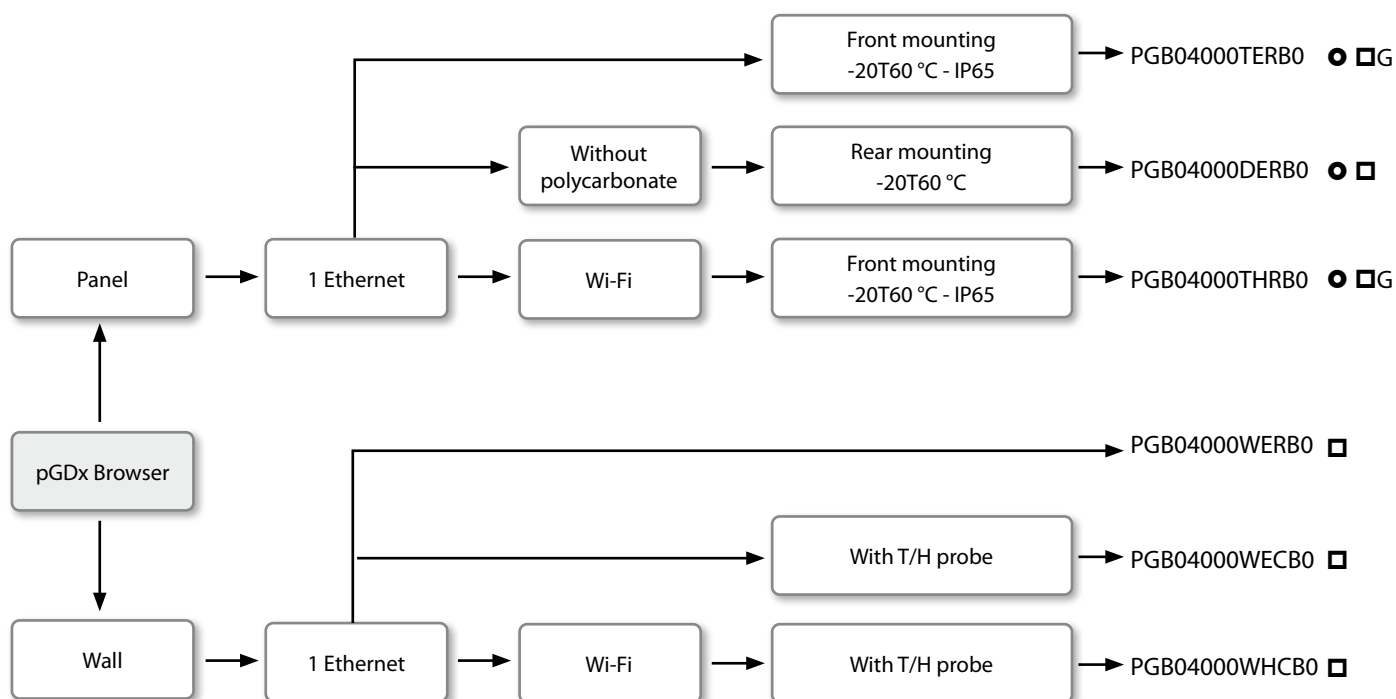 Front mounting
-20T60 °C - IP65
PGB04000TERB0 G
Without
polycarbonate
Rear mounting
-20T60 °C
PGB04000DERB0
Panel
1 Ethernet
Wi-Fi
Front mounting
-20T60 °C - IP65
PGB04000THRB0 G
pGDx Browser
PGB04000WERB0
With T/H probe
PGB04000WECB0
Wall
1 Ethernet
Wi-Fi
With T/H probe
PGB04000WHCB0